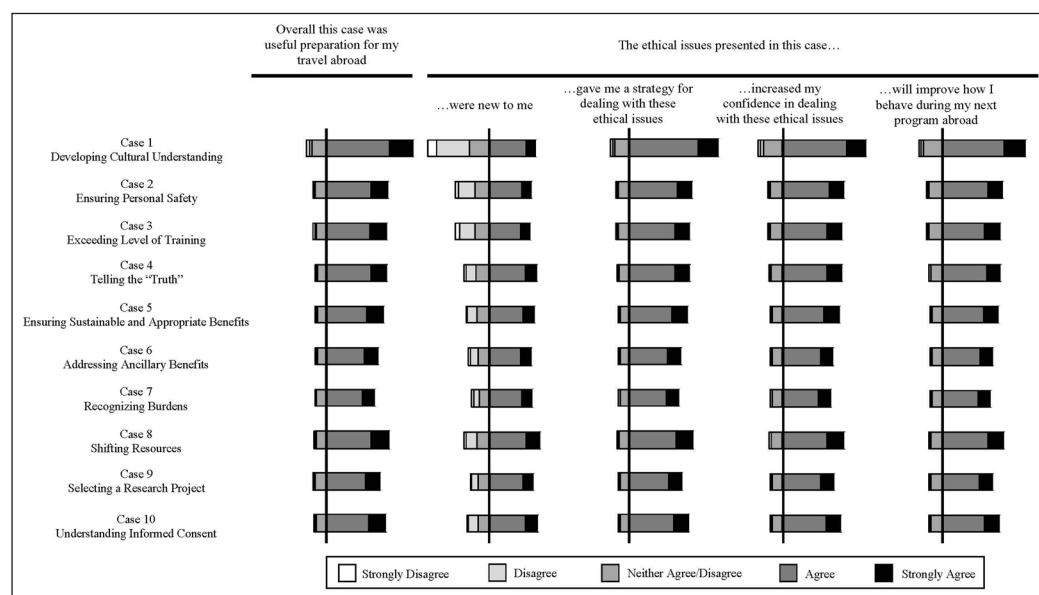 Overall this case was
useful preparation for my
travel abroad
The ethical issues presented in this case…
…were new to me
…gave me a strategy for
dealing with these
ethical issues
…increased my
confidence in dealing
with these ethical issues
…will improve how I
behave during my next
program abroad
Case 1
Developing Cultural Understanding
Case 2
Ensuring Personal Safety
Case 3
Exceeding Level of Training
Case 4
Telling the “Truth”
Case 5
Ensuring Sustainable and Appropriate Benefits
Case 6
Addressing Ancillary Benefits
Case 7
Recognizing Burdens
Case 8
Shifting Resources
Case 9
Selecting a Research Project
Case 10
Understanding Informed Consent
Strongly Disagree
Disagree
Neither Agree/Disagree
Agree
Strongly Agree